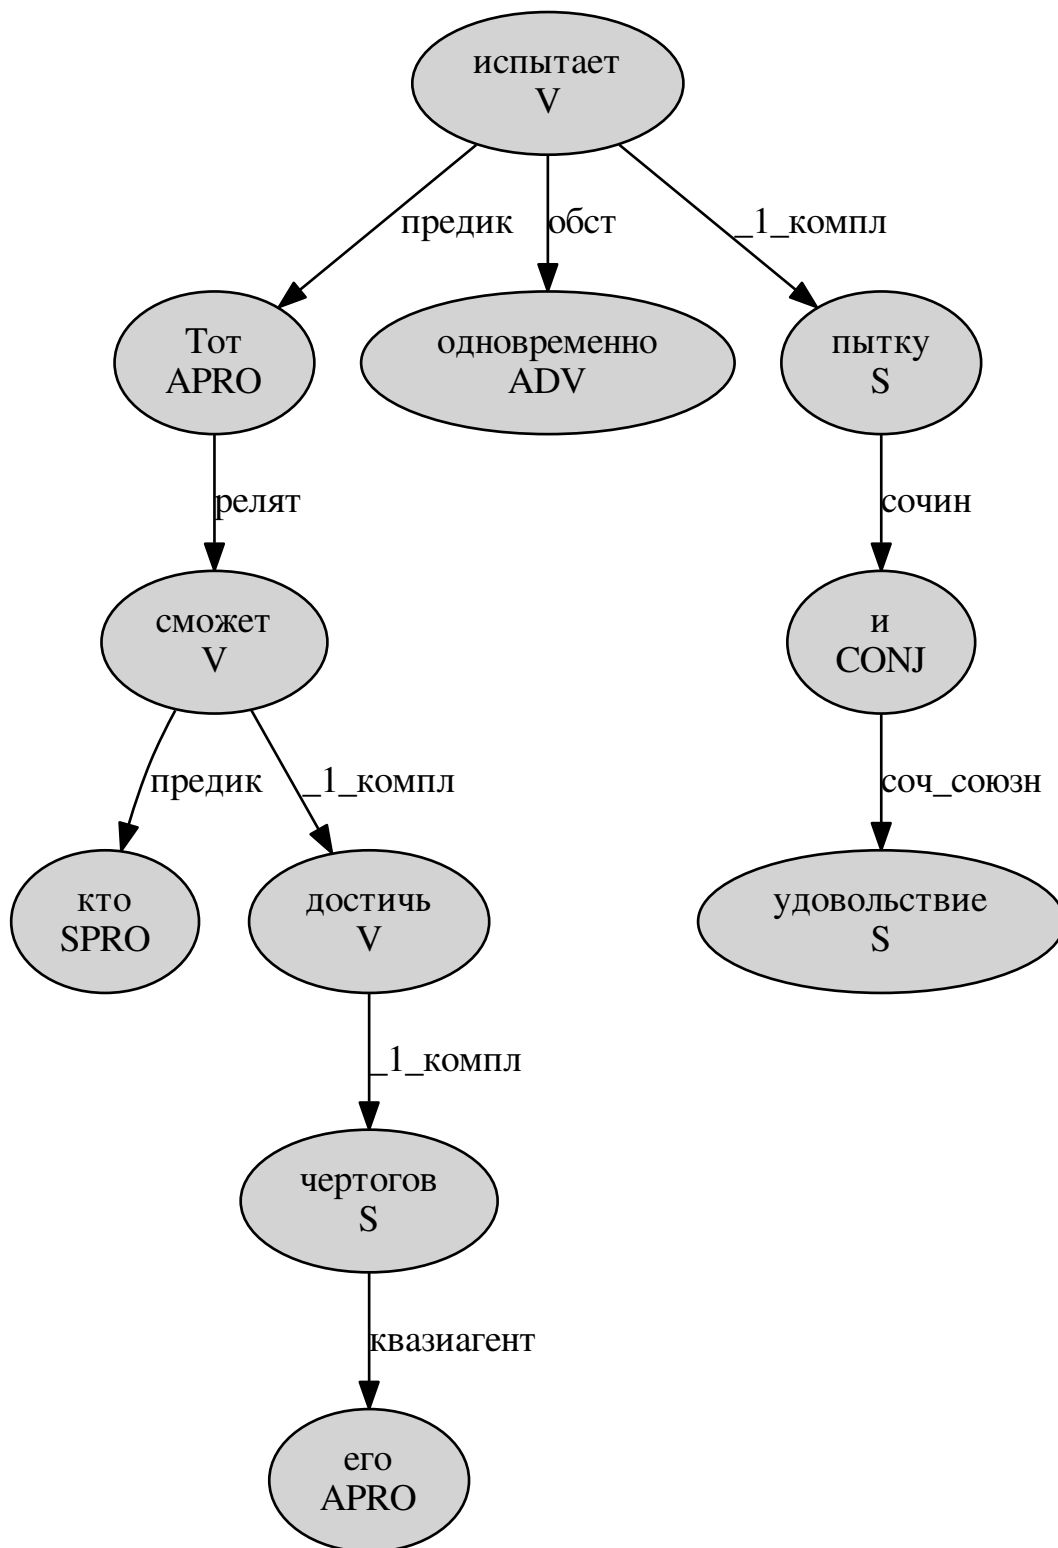 испытает
V
предик
обст
_1_компл
Тот
APRO
одновременно
ADV
пытку
S
релят
сочин
сможет
V
и
CONJ
предик
_1_компл
соч_союзн
кто
SPRO
достичь
V
удовольствие
S
_1_компл
чертогов
S
квазиагент
его
APRO